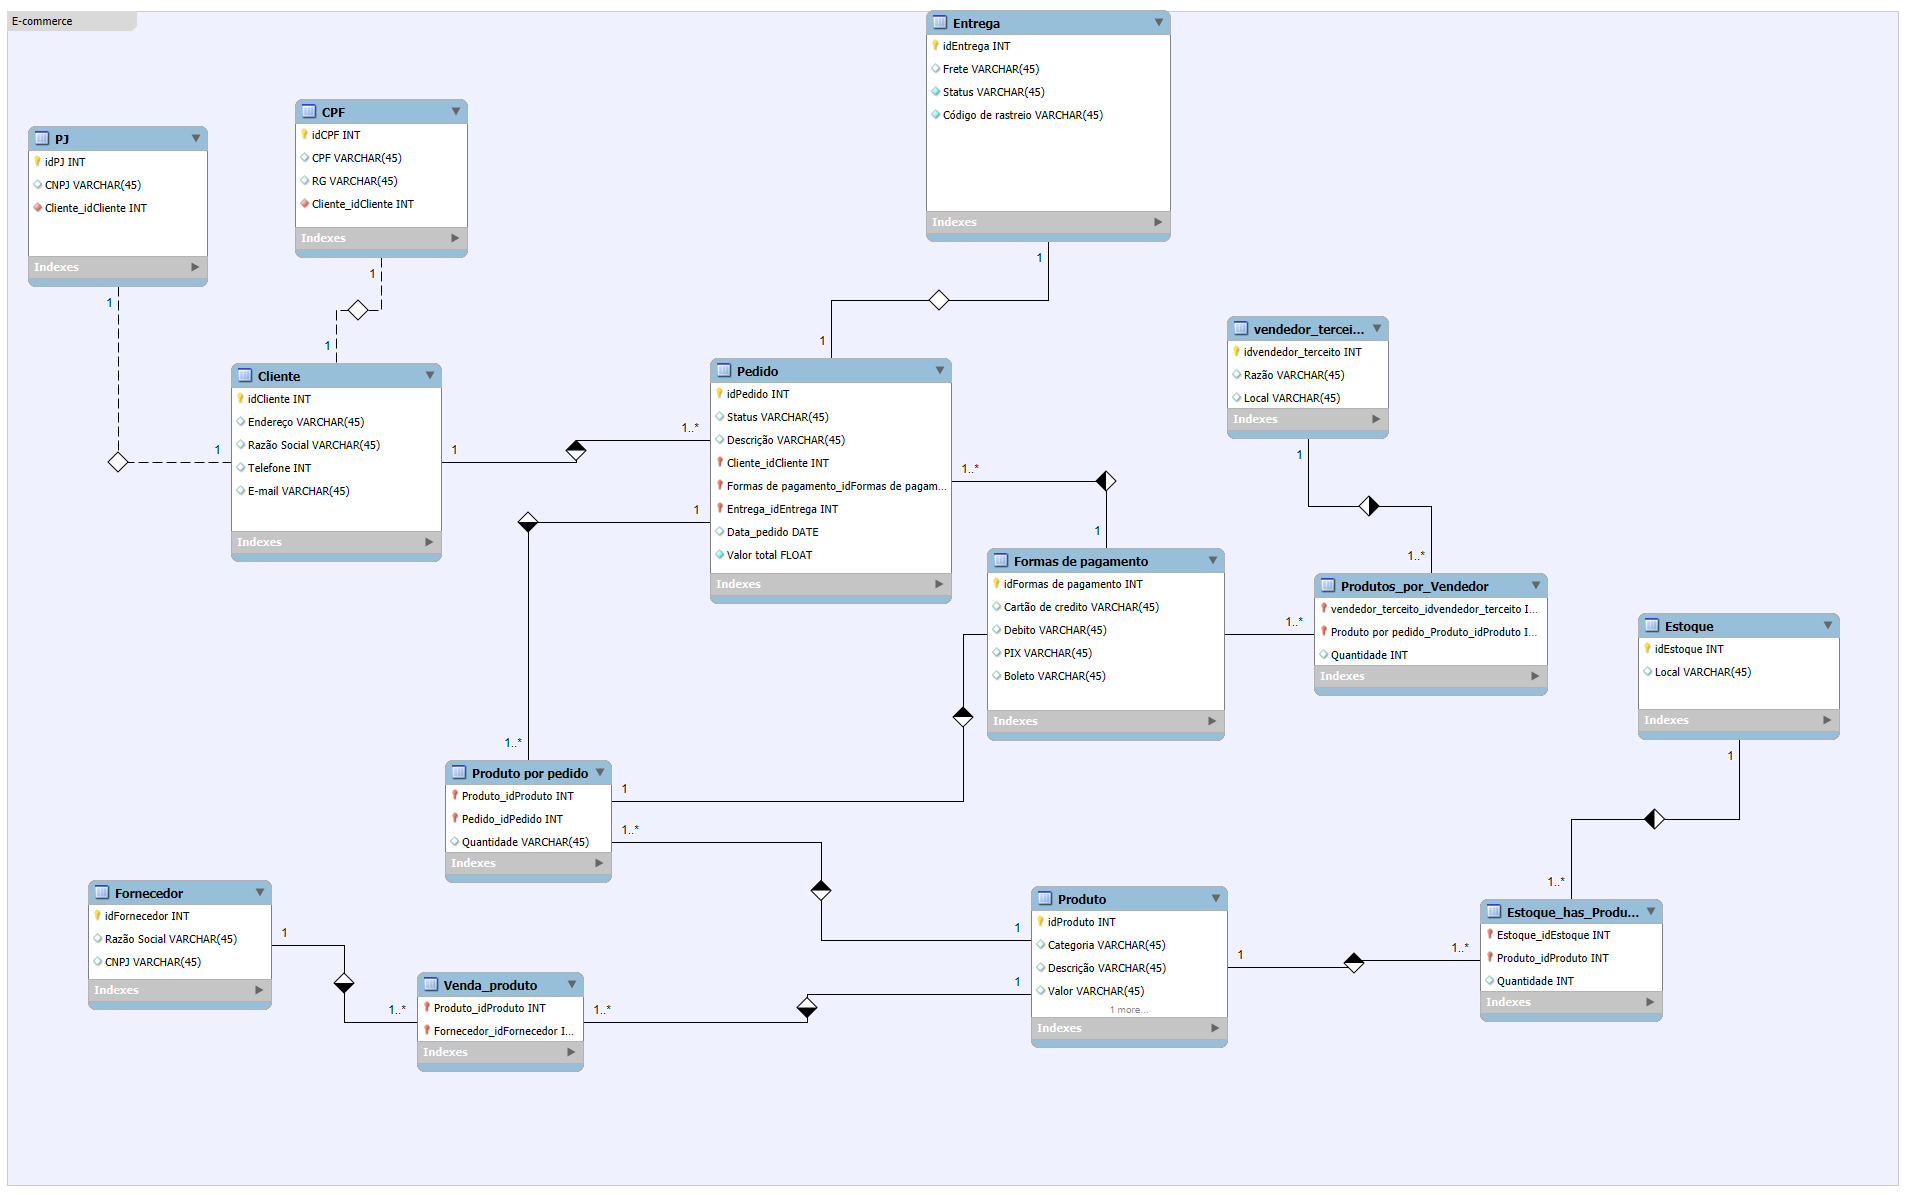 E-commerce
Entrega
idEntrega INT
Frete VARCHAR(45)
Status VARCHAR(45)
Código de rastreio VARCHAR(45)
Indexes
CPF
idCPF INT
CPF VARCHAR(45)
RG VARCHAR(45)
Cliente_idCliente INT
Indexes
PJ
idPJ INT
CNPJ VARCHAR(45)
Cliente_idCliente INT
Indexes
1
1
1
1
1
1
Cliente
idCliente INT
Endereço VARCHAR(45)
Razão Social VARCHAR(45)
Telefone INT
E-mail VARCHAR(45)
Indexes
1
1..*
Pedido
idPedido INT
Status VARCHAR(45)
Descrição VARCHAR(45)
Cliente_idCliente INT
Formas de pagamento_idFormas de pagam...
Entrega_idEntrega INT
Data_pedido DATE
Valor total FLOAT
Indexes
1
1..*
1
vendedor_tercei...
idvendedor_terceito INT
Razão VARCHAR(45)
Local VARCHAR(45)
Indexes
1
1..*
Formas de pagamento
idFormas de pagamento INT
Cartão de credito VARCHAR(45)
Debito VARCHAR(45)
PIX VARCHAR(45)
Boleto VARCHAR(45)
Indexes
1..*
Produtos_por_Vendedor
vendedor_terceito_idvendedor_terceito I...
Produto por pedido_Produto_idProduto I...
Quantidade INT
Indexes
Estoque
idEstoque INT
Local VARCHAR(45)
Indexes
1
1..*
1..*
Produto por pedido
Produto_idProduto INT
Pedido_idPedido INT
Quantidade VARCHAR(45)
Indexes
1
1..*
Fornecedor
idFornecedor INT
Razão Social VARCHAR(45)
CNPJ VARCHAR(45)
Indexes
1
1..*
Venda_produto
Produto_idProduto INT
Fornecedor_idFornecedor I...
Indexes
1..*
1
1
Produto
idProduto INT
Categoria VARCHAR(45)
Descrição VARCHAR(45)
Valor VARCHAR(45)
1 more...
Indexes
1
1..*
Estoque_has_Produ...
Estoque_idEstoque INT
Produto_idProduto INT
Quantidade INT
Indexes